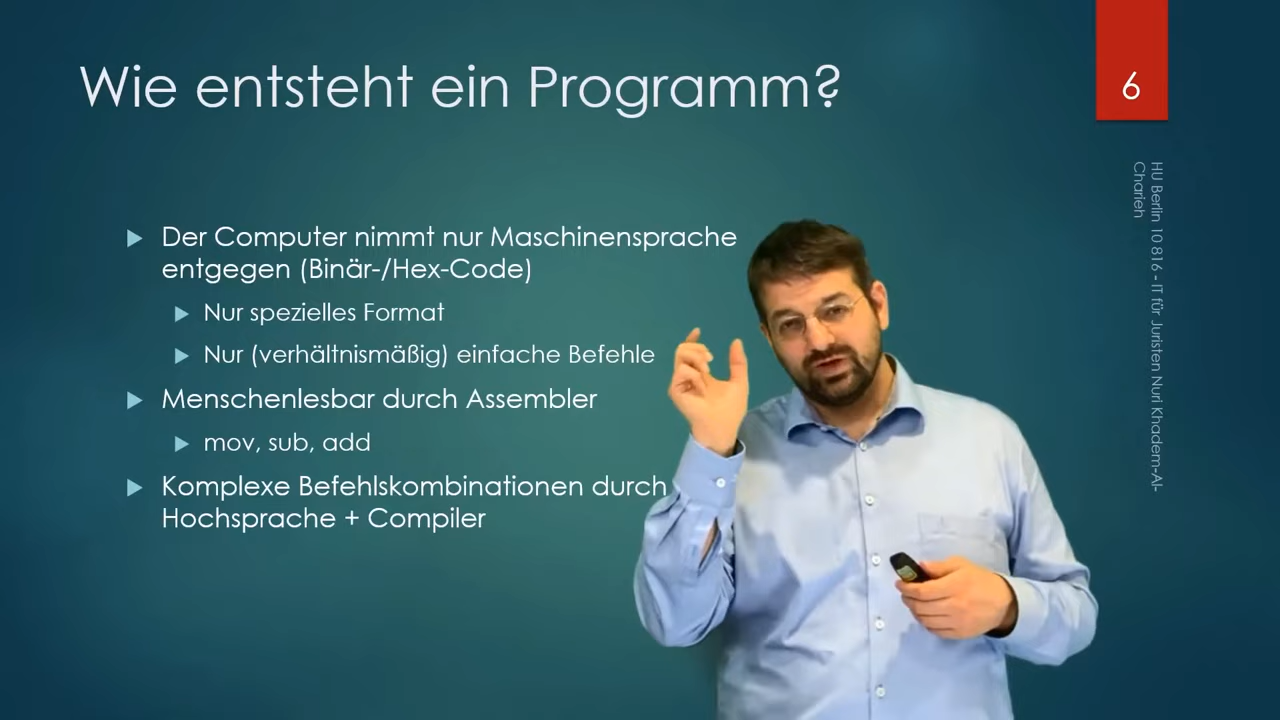 Wie entsteht ein Programm?
6
Der Computer nimmt nur Maschinensprache
entgegen (Binär-/Hex-Code)
Nur spezielles Format
Nur (verhältnismäßig) einfache Befehle
Menschenlesbar durch Assembler
mov, sub, add
Komplexe Befehlskombinationen durch
Hochsprache + Compiler
HU Berlin 10 816 - IT für Juristen Nuri Khadem-Al-
Charieh